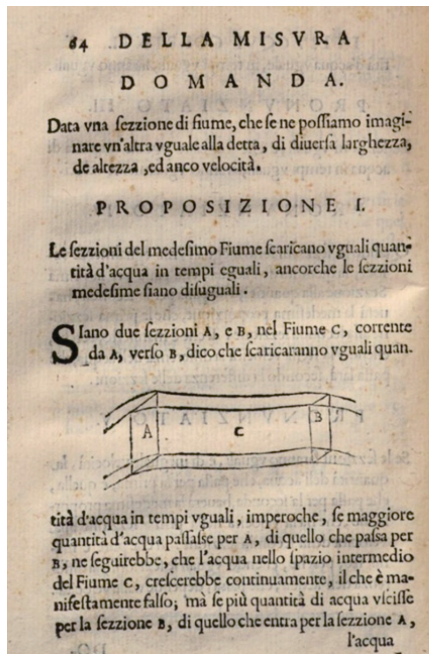 64 DELLA MISVRA
DOMANDA.
Data vna ſezzione di fiume, che ſe ne poſſiamo imagi-
nare vn'altra vguale alla detta, di diuerſa larghezza,
de altezza, ed anco velocità.
PROPOSIZIONE I.
Le ſezzioni del medeſimo Fiume ſcaricano vguali quan-
tità d'acqua in tempi eguali, ancorche le ſezzioni
medeſime ſiano diſuguali.
SIano due ſezzioni A, e B, nel Fiume C, corrente
da A, verſo B, dico che ſcaricaranno vguali quan.
A C B
tità d'acqua in tempi vguali, imperoche, ſe maggiore
quantità d'acqua paſſaſſe per A, di quello che paſſa per
B, ne ſeguirebbe, che l'acqua nello ſpazio intermedio
del Fiume C, creſcerebbe continuamente, il che è ma-
nifeſtamente falſo; mà ſe più quantità di acqua vſciſſe
per la ſezzione B, di quello che entra per la ſezzione A,
l'acqua